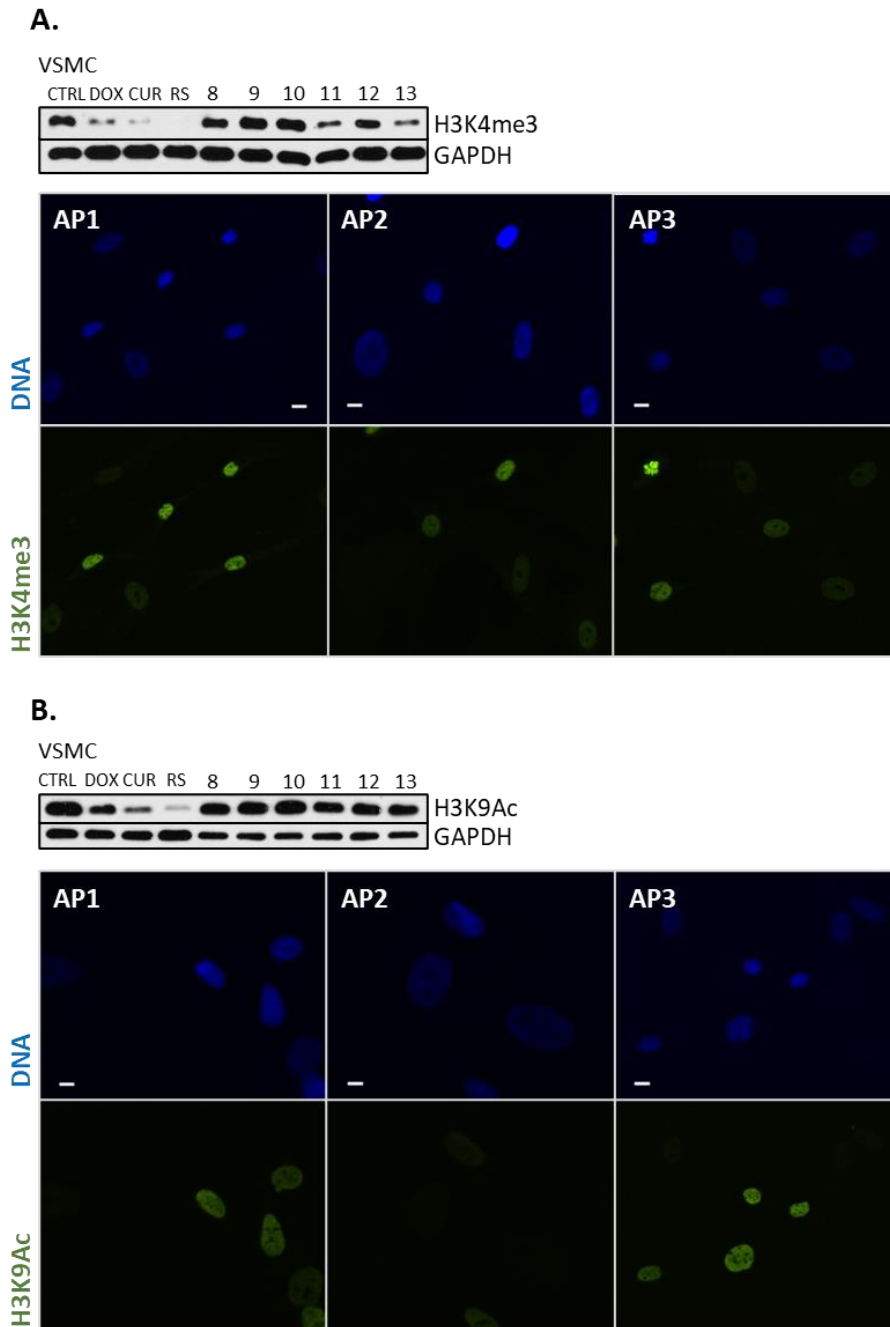 A.
VSMC
CTRL DOX CUR RS 8 9 10 11 12 13
H3K4me3
GAPDH
AP1 AP2 AP3
DNA
H3K4me3
B.
VSMC
CTRL DOX CUR RS 8 9 10 11 12 13
H3K9Ac
GAPDH
AP1 AP2 AP3
DNA
H3K9Ac